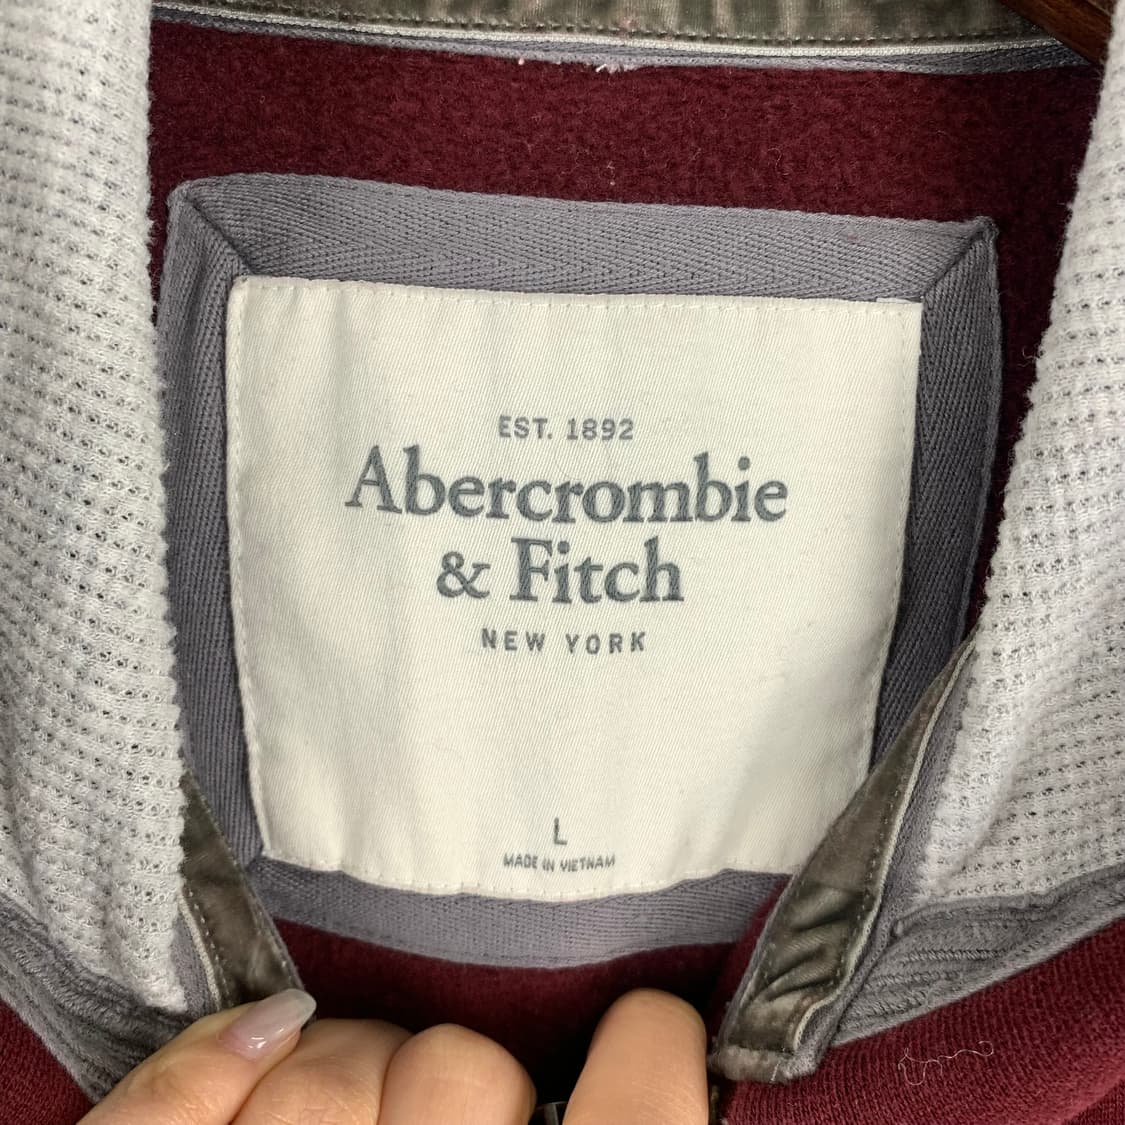 EST. 1892
Abercrombie
& Fitch
NEW YORK
L
MADE IN VIETNAM